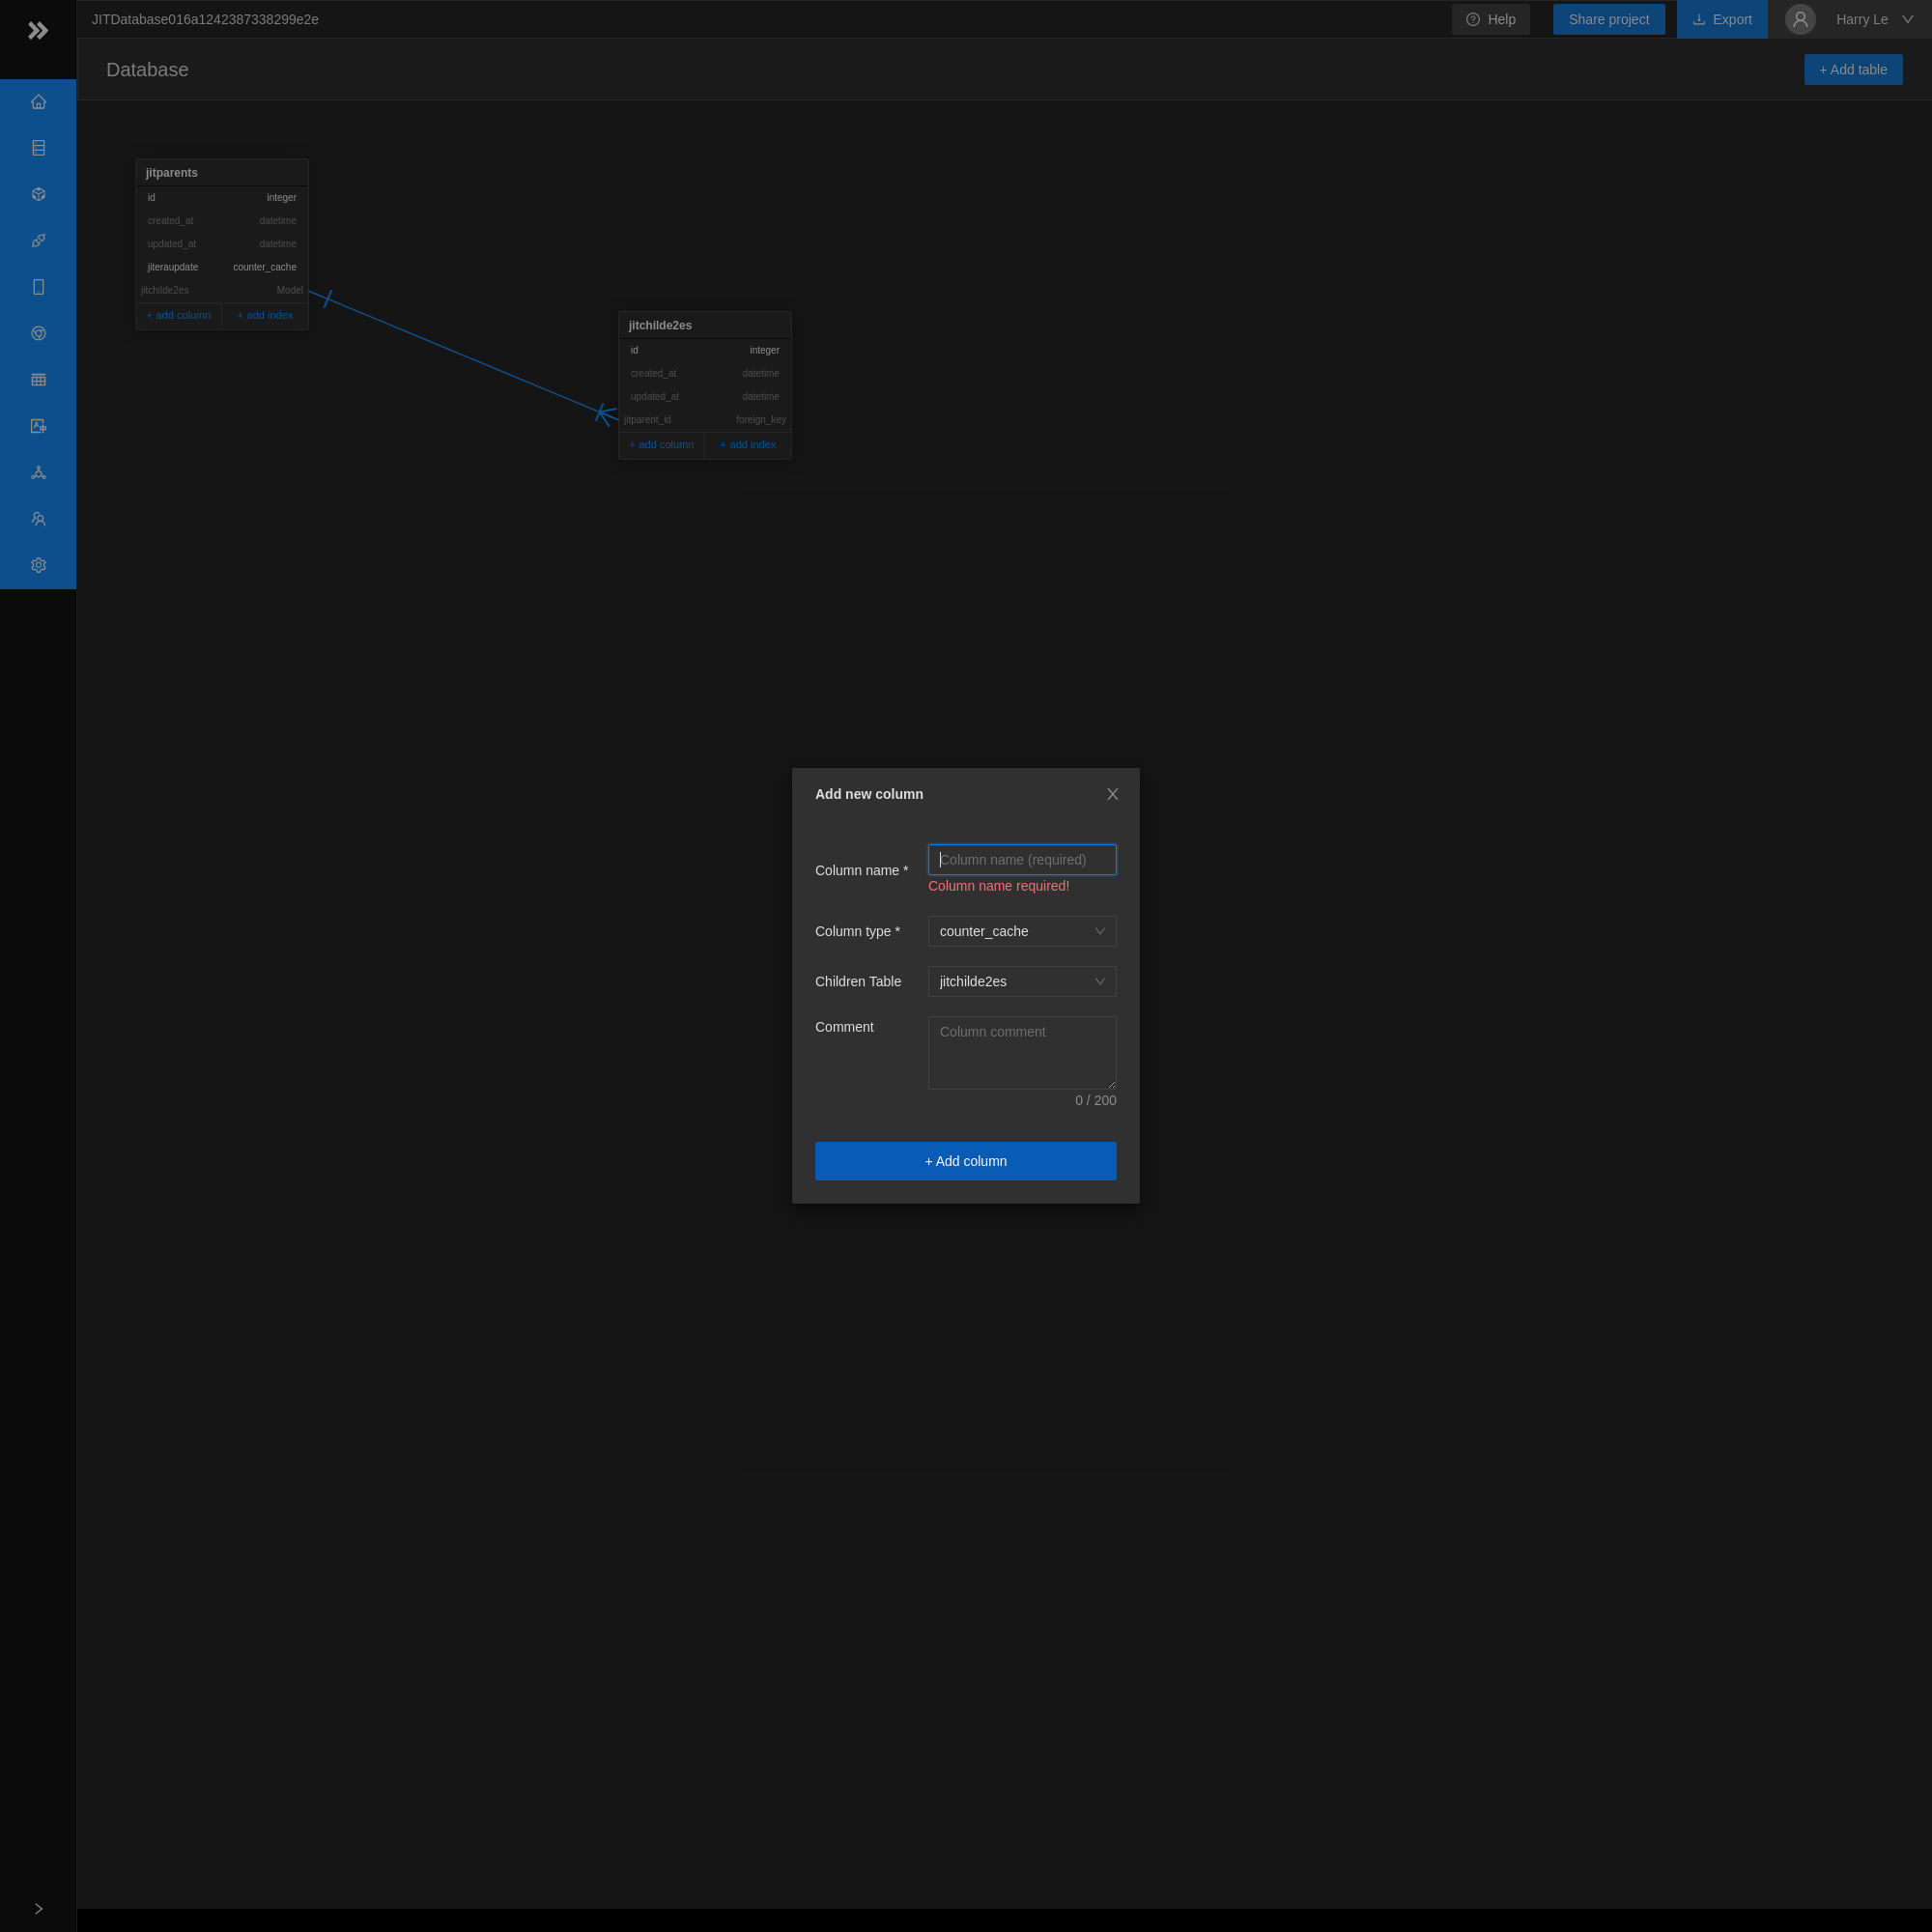 JITDatabase016a1242387338299e2e
Help
Share project
Export
Harry Le
Database
+ Add table
jitparents
id integer
created_at datetime
updated_at datetime
jiteraupdate counter_cache
jitchilde2es Model
+ add column + add index
jitchilde2es
id integer
created_at datetime
updated_at datetime
jitparent_id foreign_key
+ add column + add index
Add new column
Column name * Column name (required)
Column name required!
Column type * counter_cache
Children Table jitchilde2es
Comment Column comment
0 / 200
+ Add column